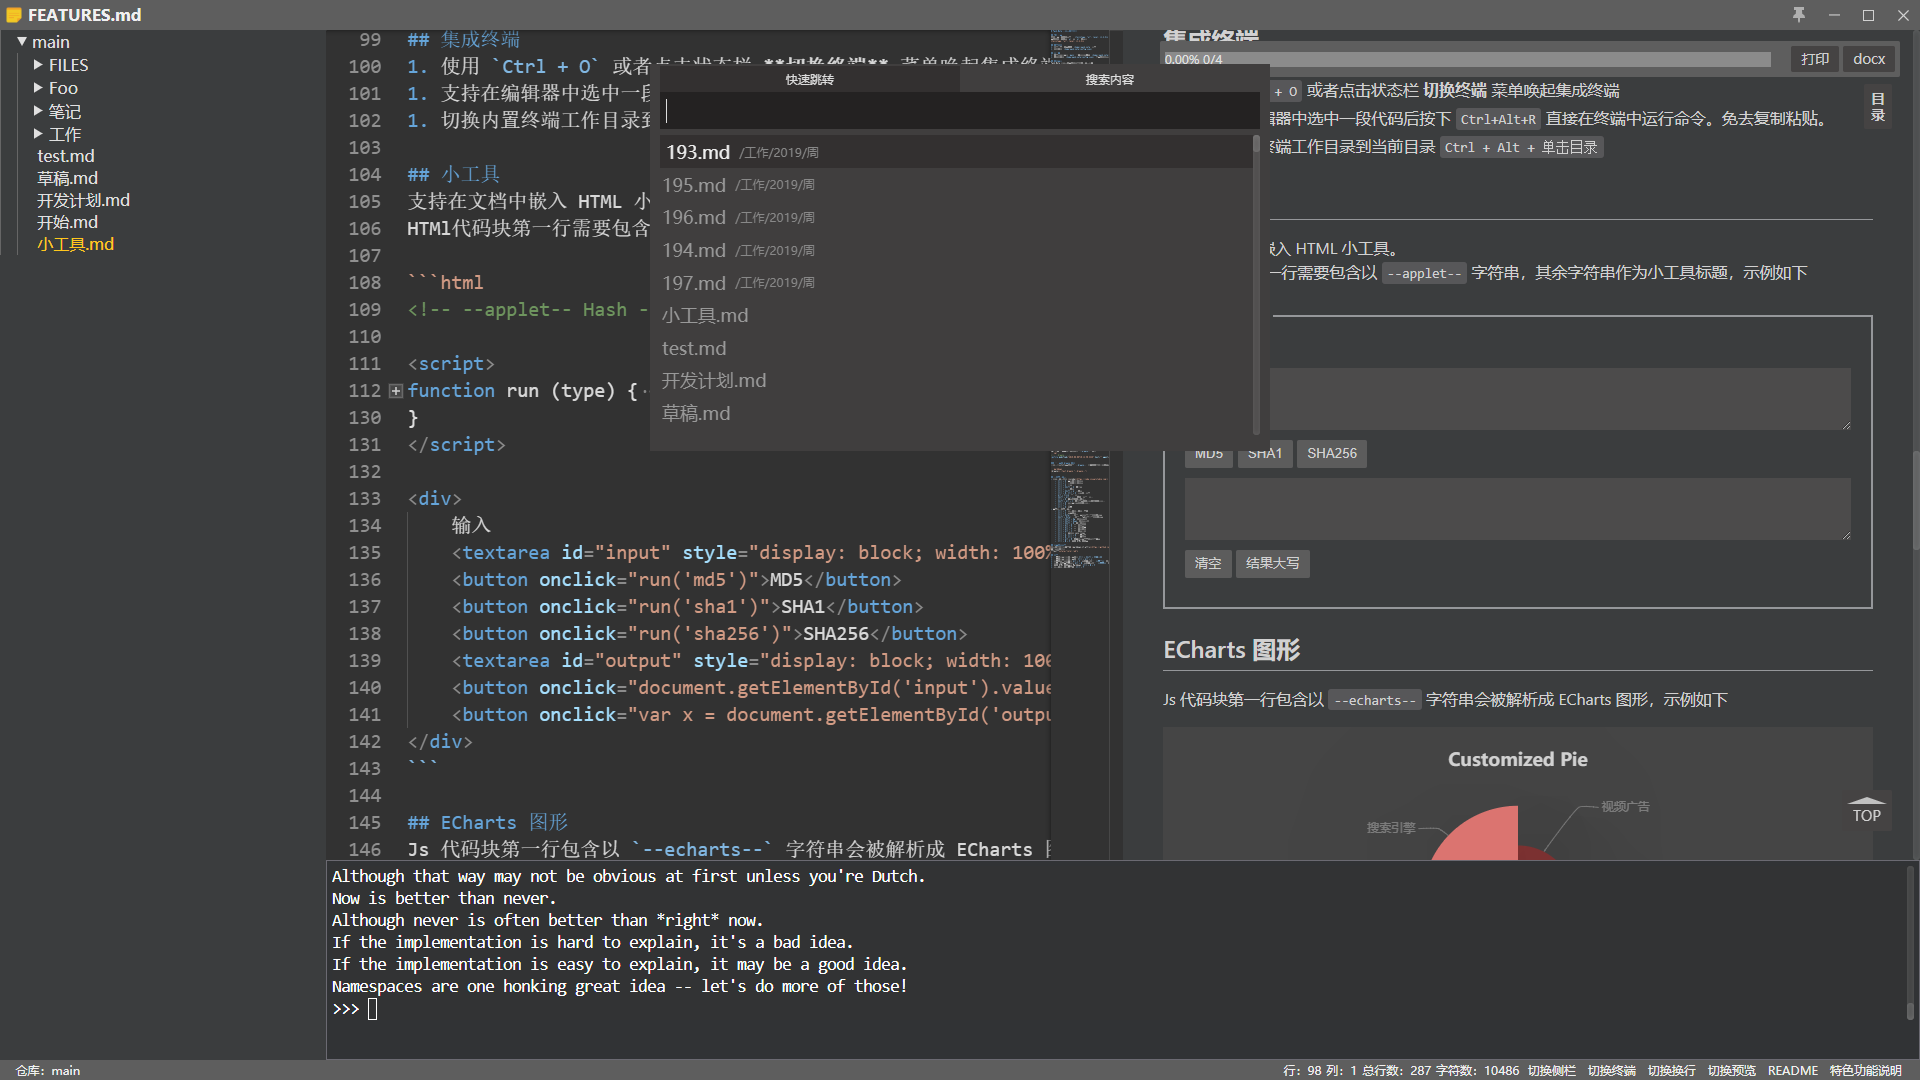 FEATURES.md
main
FILES
Foo
笔记
工作
test.md
草稿.md
开发计划.md
开始.md
小工具.md
99 ## 集成终端
100 1. 使用 `Ctrl + O` 或者点击状态栏 **切换终端** 菜单唤起集成终端
101 1. 支持在编辑器中选中一段
102 1. 切换内置终端工作目录到
103
104 ## 小工具
105 支持在文档中嵌入 HTML 小
106 HTMl代码块第一行需要包含
107
108 ```html
109 <!-- --applet-- Hash -
110
111 <script>
112 function run (type) {
130 }
131 </script>
132
133 <div>
134 输入
135 <textarea id="input" style="display: block; width: 100%
136 <button onclick="run('md5')">MD5</button>
137 <button onclick="run('sha1')">SHA1</button>
138 <button onclick="run('sha256')">SHA256</button>
139 <textarea id="output" style="display: block; width: 100
140 <button onclick="document.getElementById('input').value
141 <button onclick="var x = document.getElementById('outpu
142 </div>
143 ```
144
145 ## ECharts 图形
146 Js 代码块第一行包含以 `--echarts--` 字符串会被解析成 ECharts 图
快速跳转
搜索内容
193.md /工作/2019/周
195.md /工作/2019/周
196.md /工作/2019/周
194.md /工作/2019/周
197.md /工作/2019/周
小工具.md
test.md
开发计划.md
草稿.md
集成终端
0.00% 0/4
打印
docx
+ O 或者点击状态栏 切换终端 菜单唤起集成终端
辑器中选中一段代码后按下 Ctrl+Alt+R 直接在终端中运行命令。免去复制粘贴。
终端工作目录到当前目录 Ctrl + Alt + 单击目录
目录
嵌入 HTML 小工具。
一行需要包含以 --applet-- 字符串，其余字符串作为小工具标题，示例如下
MD5 SHA1 SHA256
清空 结果大写
ECharts 图形
Js 代码块第一行包含以 --echarts-- 字符串会被解析成 ECharts 图形，示例如下
Customized Pie
视频广告
搜索引擎
TOP
Although that way may not be obvious at first unless you're Dutch.
Now is better than never.
Although never is often better than *right* now.
If the implementation is hard to explain, it's a bad idea.
If the implementation is easy to explain, it may be a good idea.
Namespaces are one honking great idea -- let's do more of those!
>>>
仓库：main
行：98 列：1 总行数：287 字符数：10486 切换侧栏 切换终端 切换换行 切换预览 README 特色功能说明